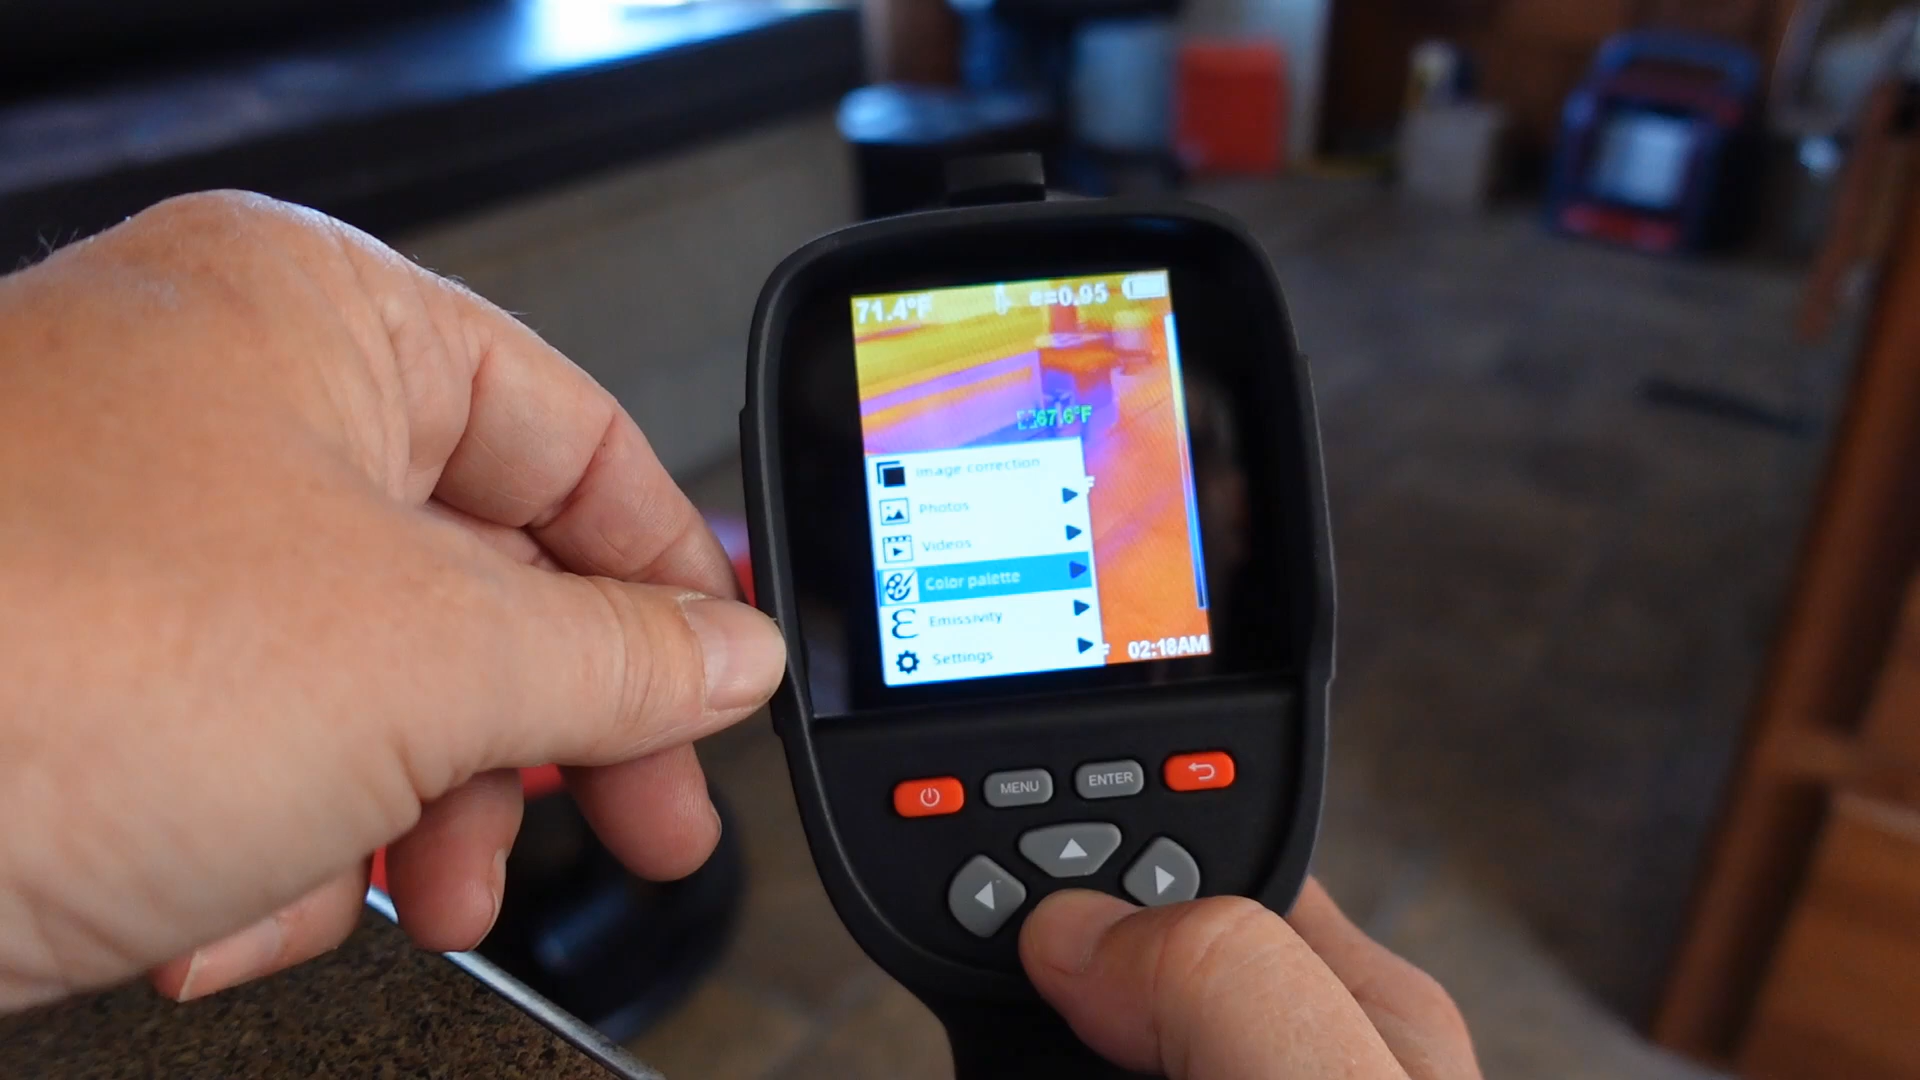 71.4°F e=0.95
67.6°F
Image correction
Photos
Videos
Color palette
Emissivity
Settings
F 02:18AM
MENU ENTER